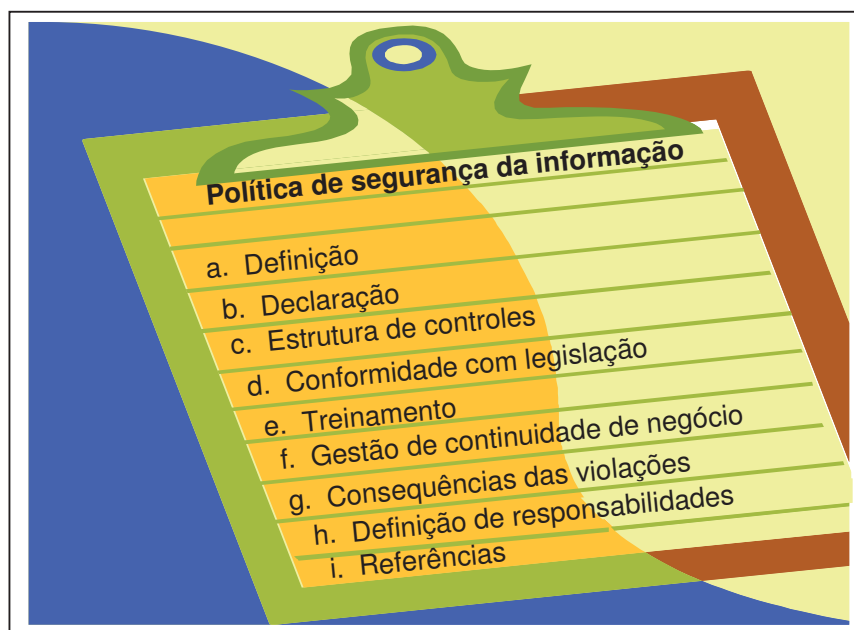 Política de segurança da informação
a. Definição
b. Declaração
c. Estrutura de controles
d. Conformidade com legislação
e. Treinamento
f. Gestão de continuidade de negócio
g. Consequências das violações
h. Definição de responsabilidades
i. Referências